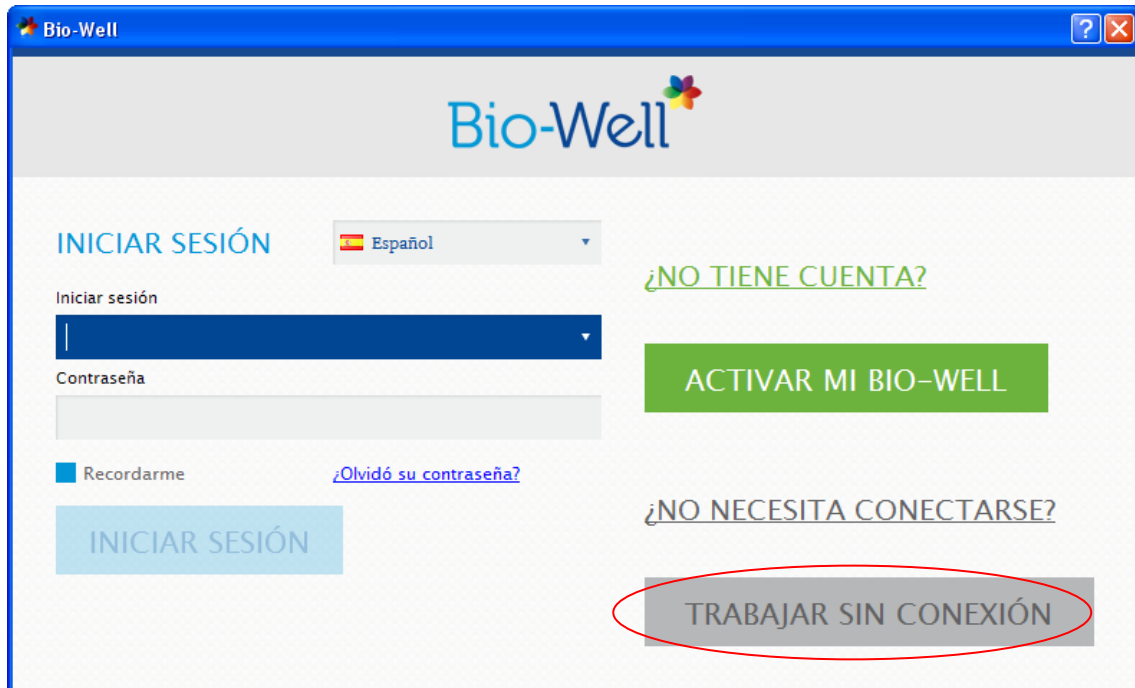 Bio-Well
Bio-Well
INICIAR SESIÓN
Español
Iniciar sesión
Contraseña
Recordarme
¿Olvidó su contraseña?
INICIAR SESIÓN
¿NO TIENE CUENTA?
ACTIVAR MI BIO-WELL
¿NO NECESITA CONECTARSE?
TRABAJAR SIN CONEXIÓN